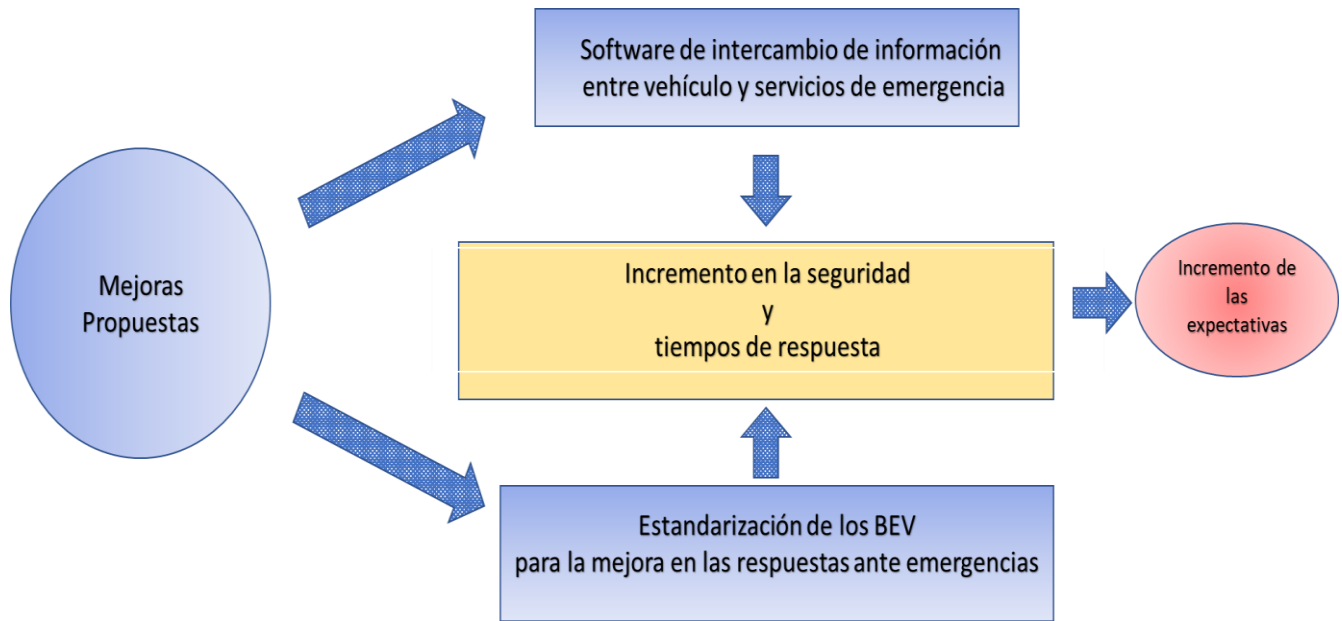 Software de intercambio de información
entre vehículo y servicios de emergencia
Mejoras
Propuestas
Incremento en la seguridad
y
tiempos de respuesta
Incremento de
las
expectativas
Estandarización de los BEV
para la mejora en las respuestas ante emergencias